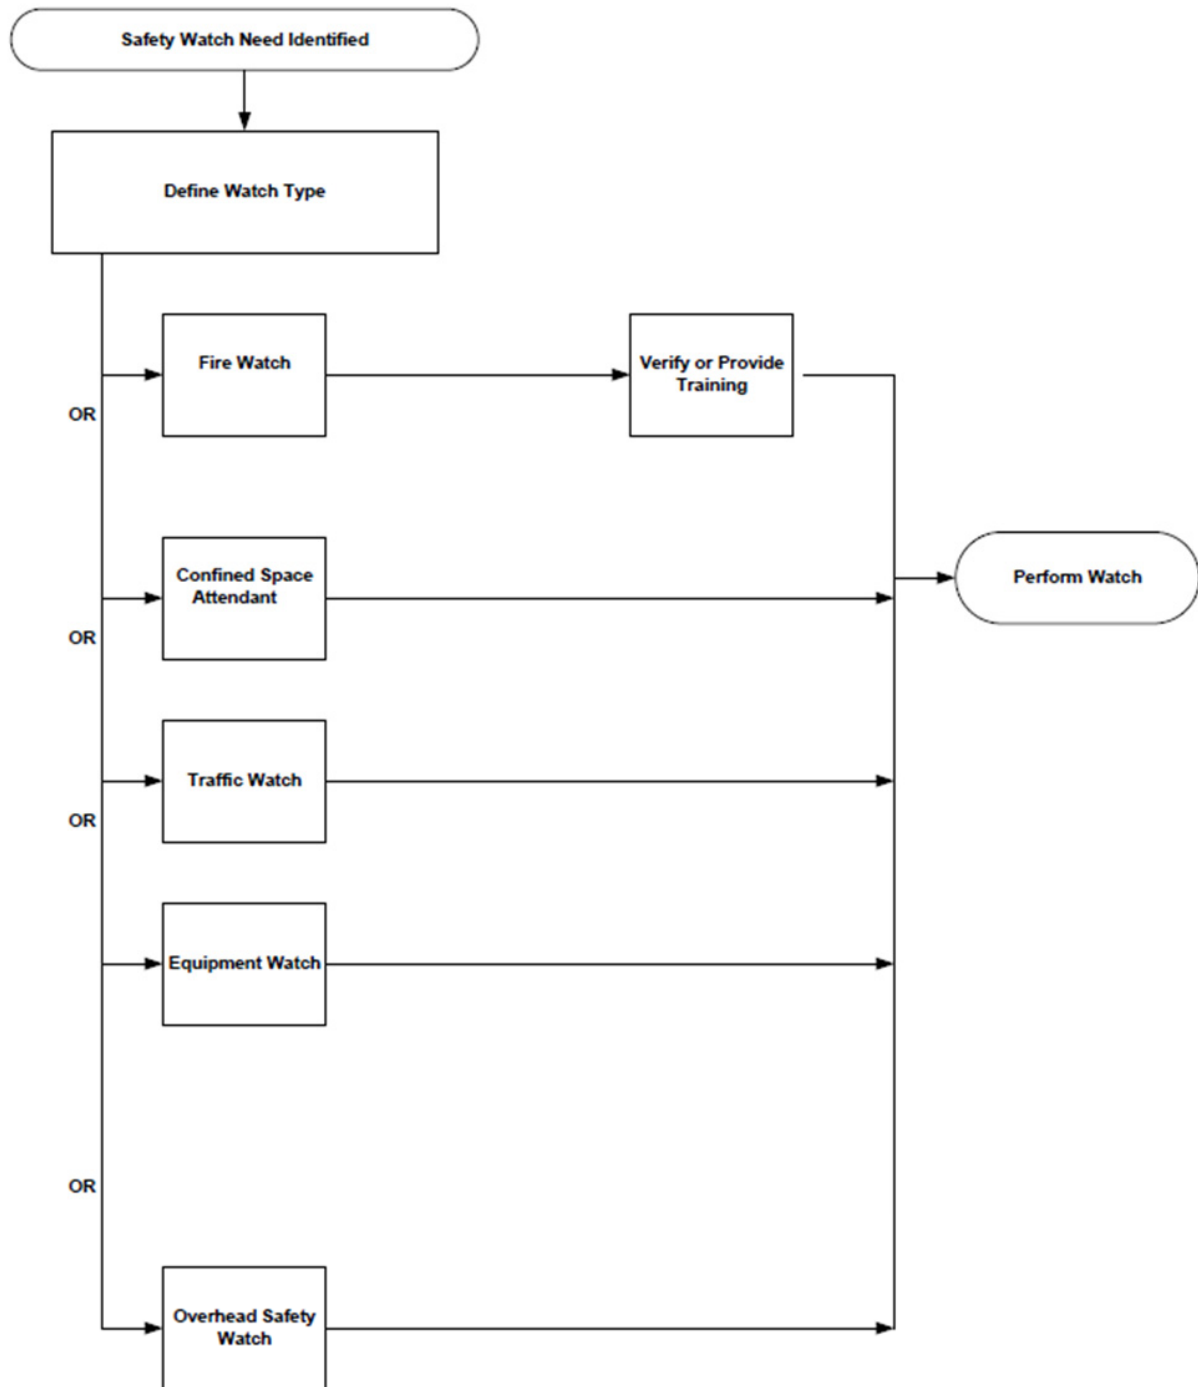 Safety Watch Need Identified
Define Watch Type
Fire Watch
Verify or Provide
Training
OR
Confined Space
Attendant
Perform Watch
OR
Traffic Watch
OR
Equipment Watch
OR
Overhead Safety
Watch